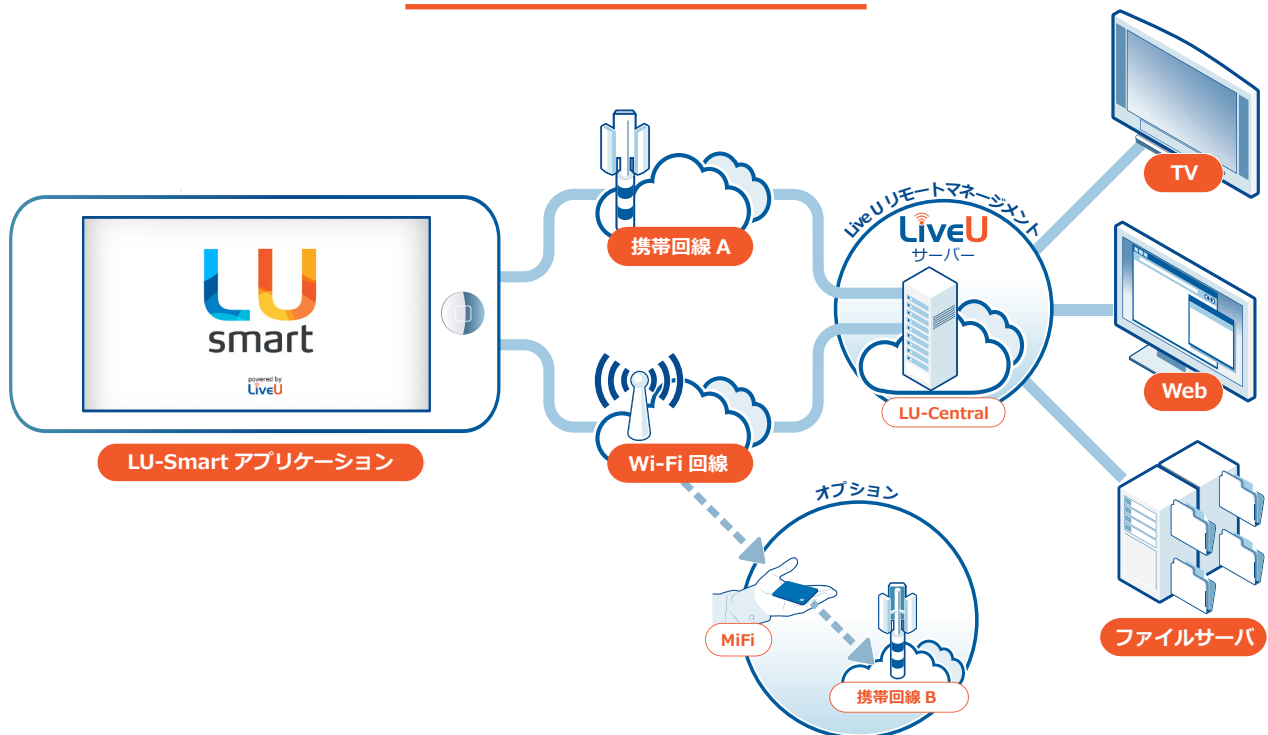 LU
smart
powered by
LiveU
LU-Smart アプリケーション
携帯回線 A
Wi-Fi 回線
Live U リモートマネージメント
LiveU
サーバー
LU-Central
TV
Web
ファイルサーバ
オプション
MiFi
携帯回線 B